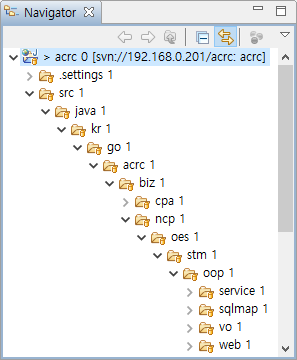 Navigator
> acrc 0 [svn://192.168.0.201/acrc: acrc]
.settings 1
src 1
java 1
kr 1
go 1
acrc 1
biz 1
cpa 1
ncp 1
oes 1
stm 1
oop 1
service 1
sqlmap 1
vo 1
web 1